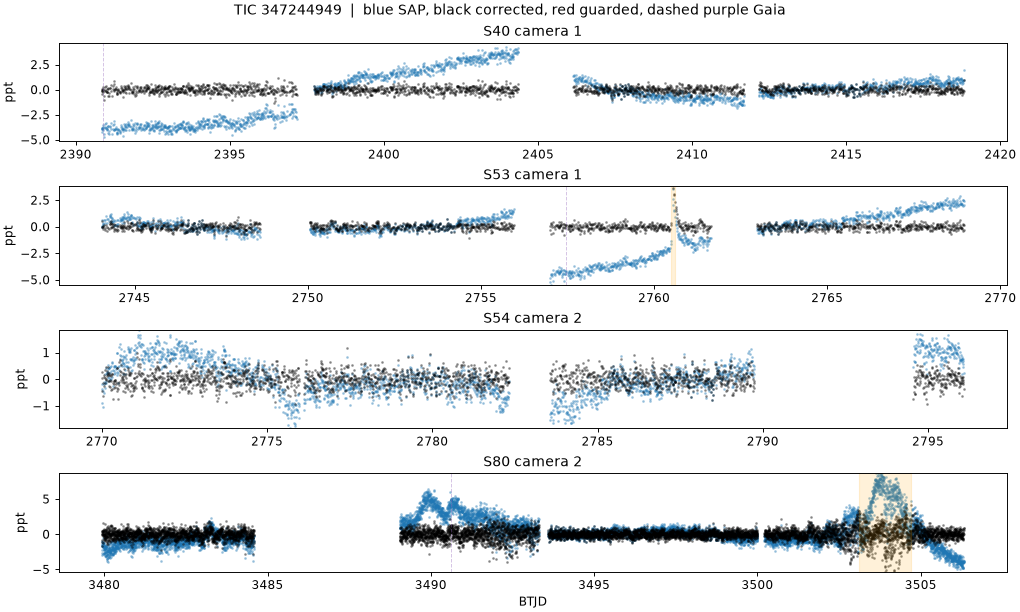 TIC 347244949 | blue SAP, black corrected, red guarded, dashed purple Gaia
S40 camera 1
ppt
2.5
0.0
−2.5
−5.0
2390 2395 2400 2405 2410 2415 2420
S53 camera 1
ppt
2.5
0.0
−2.5
−5.0
2745 2750 2755 2760 2765 2770
S54 camera 2
ppt
1
0
−1
2770 2775 2780 2785 2790 2795
S80 camera 2
ppt
5
0
−5
3480 3485 3490 3495 3500 3505
BTJD